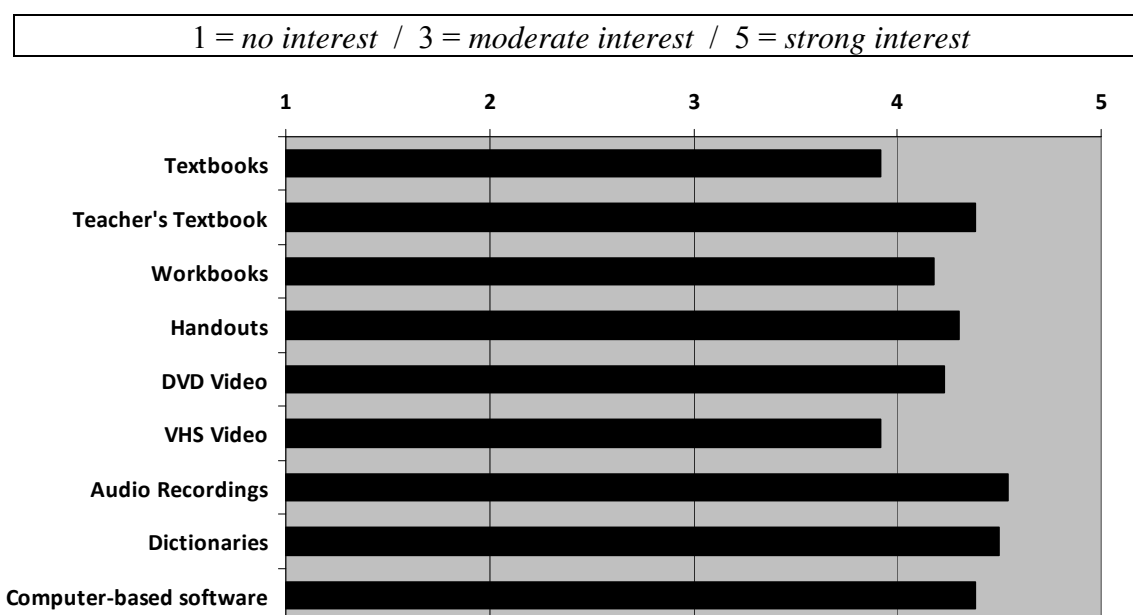 1 = no interest / 3 = moderate interest / 5 = strong interest
1 2 3 4 5
Textbooks
Teacher's Textbook
Workbooks
Handouts
DVD Video
VHS Video
Audio Recordings
Dictionaries
Computer-based software